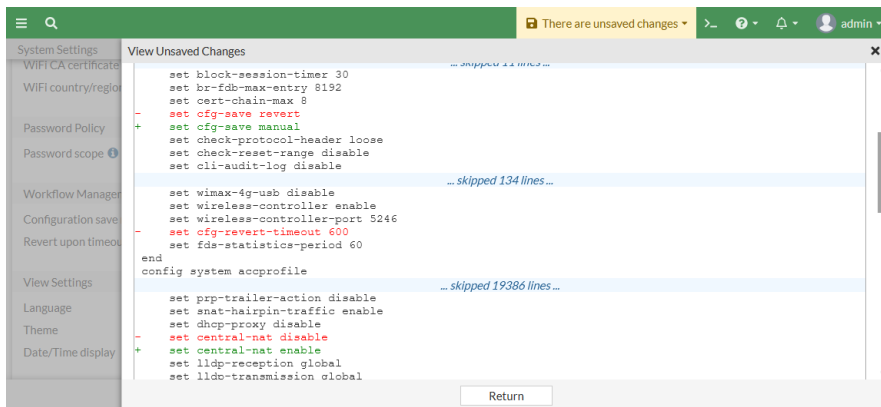 There are unsaved changes
>_
admin
System Settings
View Unsaved Changes
WiFi CA certificate
WiFi country/region
Password Policy
Password scope
Workflow Manager
Configuration save
Revert upon timeou
View Settings
Language
Theme
Date/Time display
... skipped 11 lines ...
set block-session-timer 30
set br-fdb-max-entry 8192
set cert-chain-max 8
- set cfg-save revert
+ set cfg-save manual
set check-protocol-header loose
set check-reset-range disable
set cli-audit-log disable
... skipped 134 lines ...
set wimax-4g-usb disable
set wireless-controller enable
set wireless-controller-port 5246
- set cfg-revert-timeout 600
set fds-statistics-period 60
end
config system accprofile
... skipped 19386 lines ...
set prp-trailer-action disable
set snat-hairpin-traffic enable
set dhcp-proxy disable
- set central-nat disable
+ set central-nat enable
set lldp-reception global
set lldp-transmission global
Return